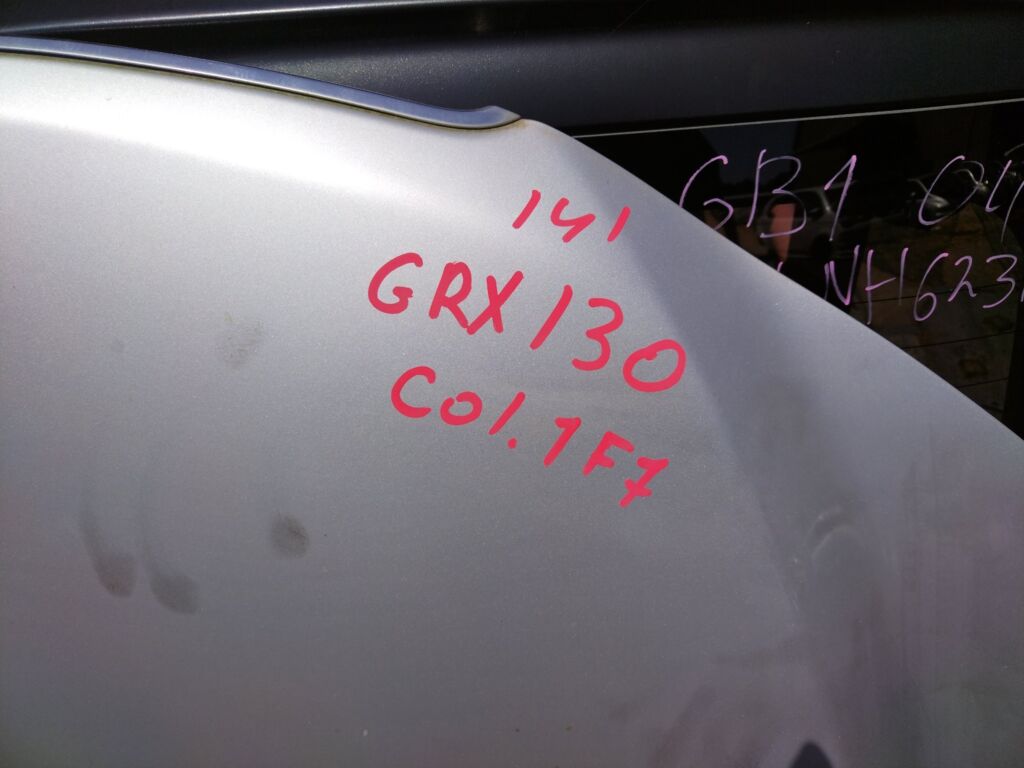 141
GRX130
Col.1F7
GB1
NH623